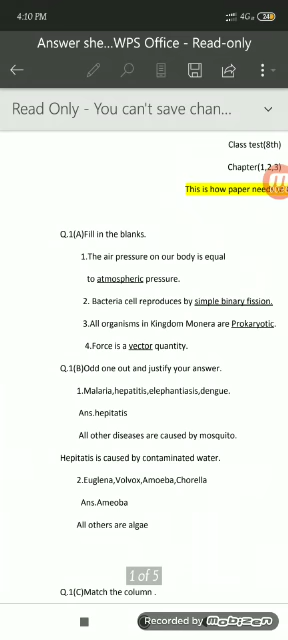 4:10 PM
4G
248
Answer she...WPS Office - Read-only
Read Only - You can't save chan...
Class test(8th)
Chapter(1,2,3)
This is how paper needs
Q.1(A)Fill in the blanks.
1.The air pressure on our body is equal
to atmospheric pressure.
2. Bacteria cell reproduces by simple binary fission.
3.All organisms in Kingdom Monera are Prokaryotic.
4.Force is a vector quantity.
Q.1(B)Odd one out and justify your answer.
1.Malaria,hepatitis,elephantiasis,dengue.
Ans.hepitatis
All other diseases are caused by mosquito.
Hepitatis is caused by contaminated water.
2.Euglena,Volvox,Amoeba,Chorella
Ans.Ameoba
All others are algae
1 of 5
Q.1(C)Match the column .
Recorded by mobizen